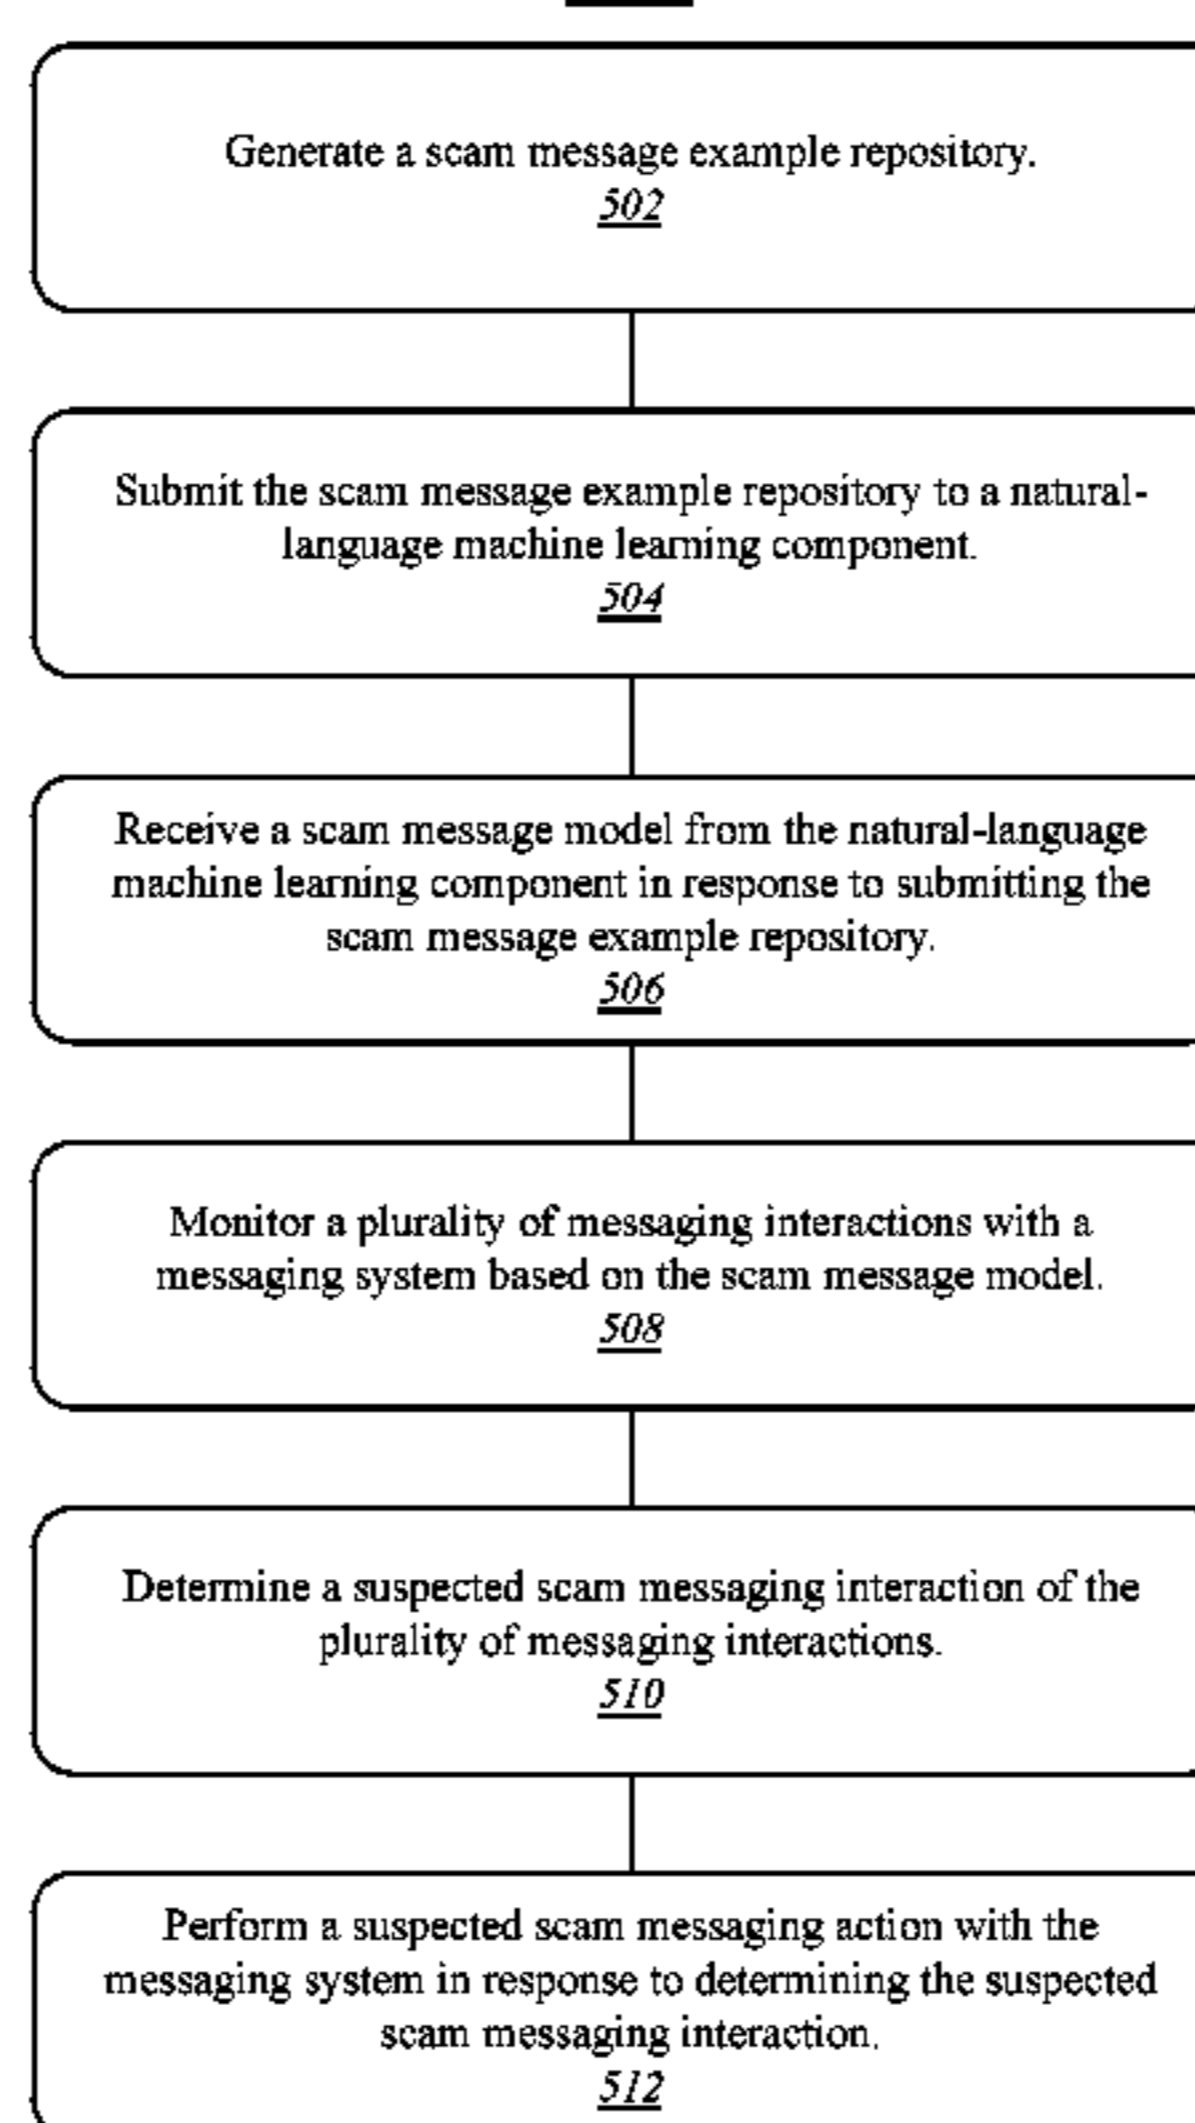 Generate a scam message example repository.
502
Submit the scam message example repository to a natural-
language machine learning component.
504
Receive a scam message model from the natural-language
machine learning component in response to submitting the
scam message example repository.
506
Monitor a plurality of messaging interactions with a
messaging system based on the scam message model.
508
Determine a suspected scam messaging interaction of the
plurality of messaging interactions.
510
Perform a suspected scam messaging action with the
messaging system in response to determining the suspected
scam messaging interaction.
512